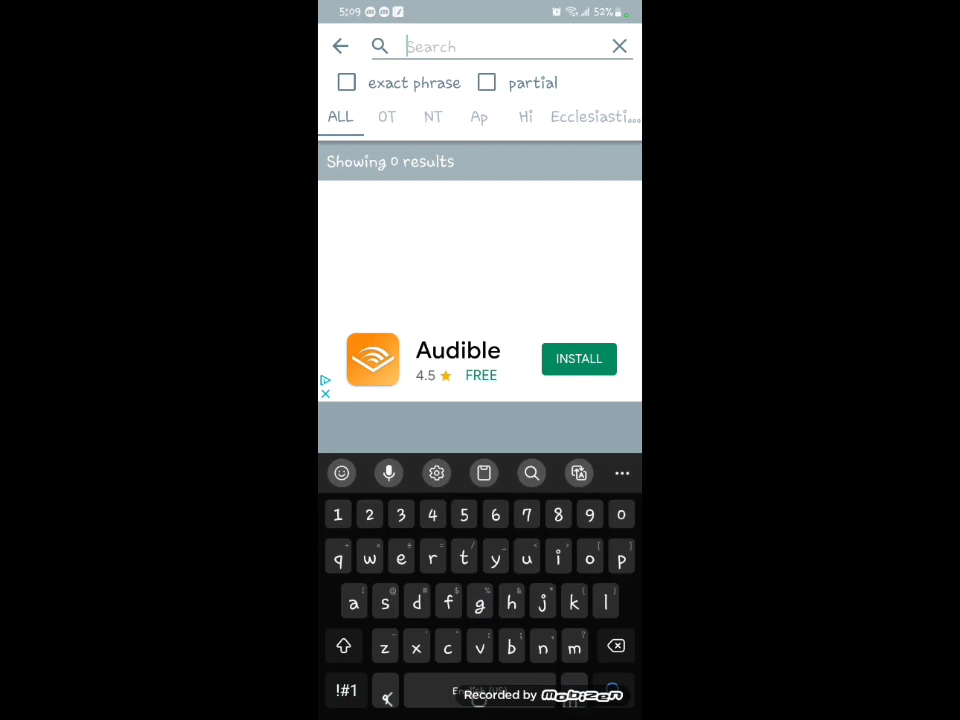 5:09 52%
Search
exact phrase partial
ALL OT NT Ap Hi Ecclesiasti...
Showing 0 results
Audible
4.5 FREE
INSTALL
1 2 3 4 5 6 7 8 9 0
q w e r t y u i o p
a s d f g h j k l
z x c v b n m
!#1
Recorded by mobizen